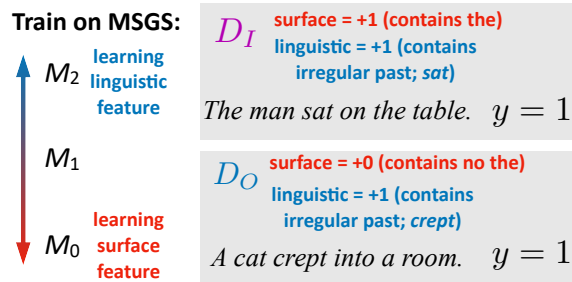 Train on MSGS:
M2 learning linguistic feature
M1
M0 learning surface feature
DI surface = +1 (contains the)
linguistic = +1 (contains
irregular past; sat)
The man sat on the table. y = 1
DO surface = +0 (contains no the)
linguistic = +1 (contains
irregular past; crept)
A cat crept into a room. y = 1